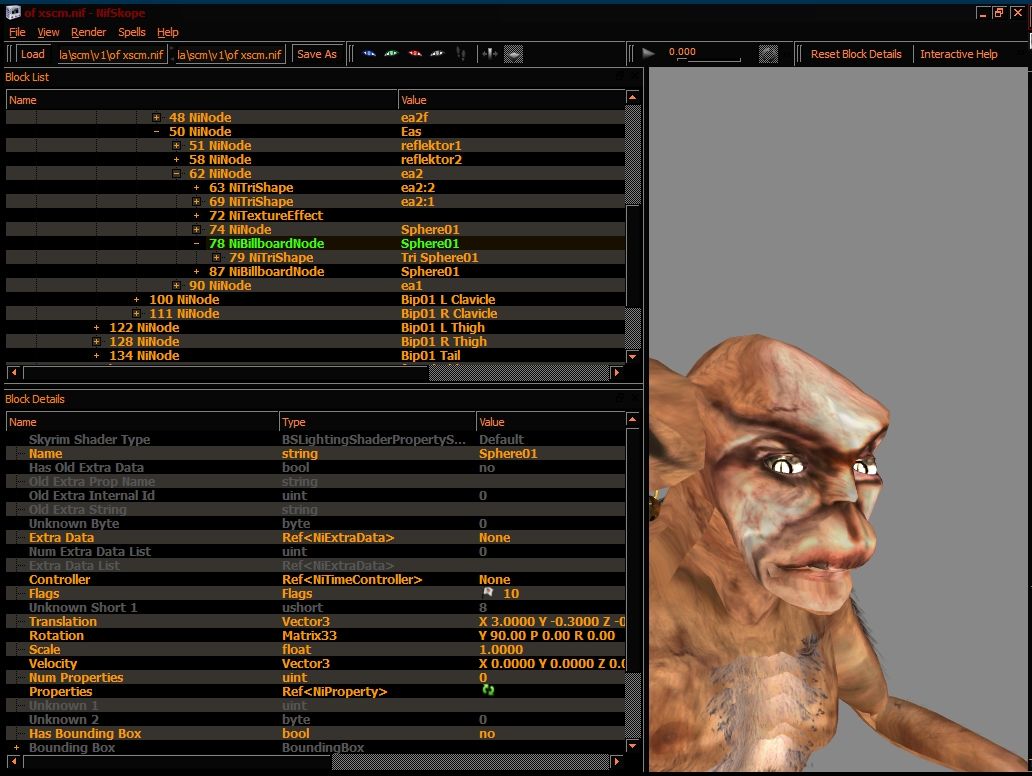 of xscm.nif - NifSkope
File View Render Spells Help
Load la\scm\v1\of xscm.nif la\scm\v1\of xscm.nif Save As 0.000 Reset Block Details Interactive Help
Block List
Name Value
48 NiNode ea2f
50 NiNode Eas
51 NiNode reflektor1
58 NiNode reflektor2
62 NiNode ea2
63 NiTriShape ea2:2
69 NiTriShape ea2:1
72 NiTextureEffect
74 NiNode Sphere01
78 NiBillboardNode Sphere01
79 NiTriShape Tri Sphere01
87 NiBillboardNode Sphere01
90 NiNode ea1
100 NiNode Bip01 L Clavicle
111 NiNode Bip01 R Clavicle
122 NiNode Bip01 L Thigh
128 NiNode Bip01 R Thigh
134 NiNode Bip01 Tail
Block Details
Name Type Value
Skyrim Shader Type BSLightingShaderPropertyS... Default
Name string Sphere01
Has Old Extra Data bool no
Old Extra Prop Name string
Old Extra Internal Id uint 0
Old Extra String string
Unknown Byte byte 0
Extra Data Ref<NiExtraData> None
Num Extra Data List uint 0
Extra Data List Ref<NiExtraData>
Controller Ref<NiTimeController> None
Flags Flags 10
Unknown Short 1 ushort 8
Translation Vector3 X 3.0000 Y -0.3000 Z -0
Rotation Matrix33 Y 90.00 P 0.00 R 0.00
Scale float 1.0000
Velocity Vector3 X 0.0000 Y 0.0000 Z 0.0
Num Properties uint 0
Properties Ref<NiProperty>
Unknown 1 uint
Unknown 2 byte 0
Has Bounding Box bool no
Bounding Box BoundingBox